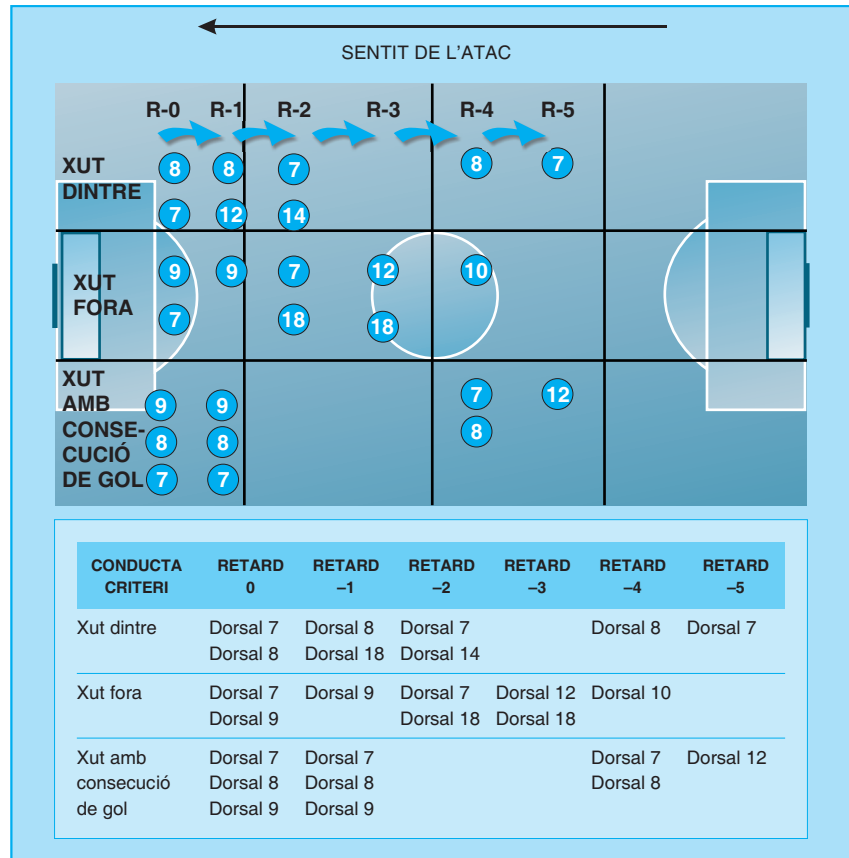 SENTIT DE L'ATAC
R-0 R-1 R-2 R-3 R-4 R-5
XUT
DINTRE
8 8 7 8 7
7 12 14
XUT
FORA
9 9 7 12 10
7 18 18
XUT
AMB
CONSE-
CUCIÓ
DE GOL
9 9 7 12
8 8 8
7 7
CONDUCTA
CRITERI
RETARD
0
RETARD
–1
RETARD
–2
RETARD
–3
RETARD
–4
RETARD
–5
Xut dintre Dorsal 7 Dorsal 8 Dorsal 7 Dorsal 8 Dorsal 7
Dorsal 8 Dorsal 18 Dorsal 14
Xut fora Dorsal 7 Dorsal 9 Dorsal 7 Dorsal 12 Dorsal 10
Dorsal 9 Dorsal 18 Dorsal 18
Xut amb Dorsal 7 Dorsal 7 Dorsal 7 Dorsal 12
consecució Dorsal 8 Dorsal 8 Dorsal 8
de gol Dorsal 9 Dorsal 9